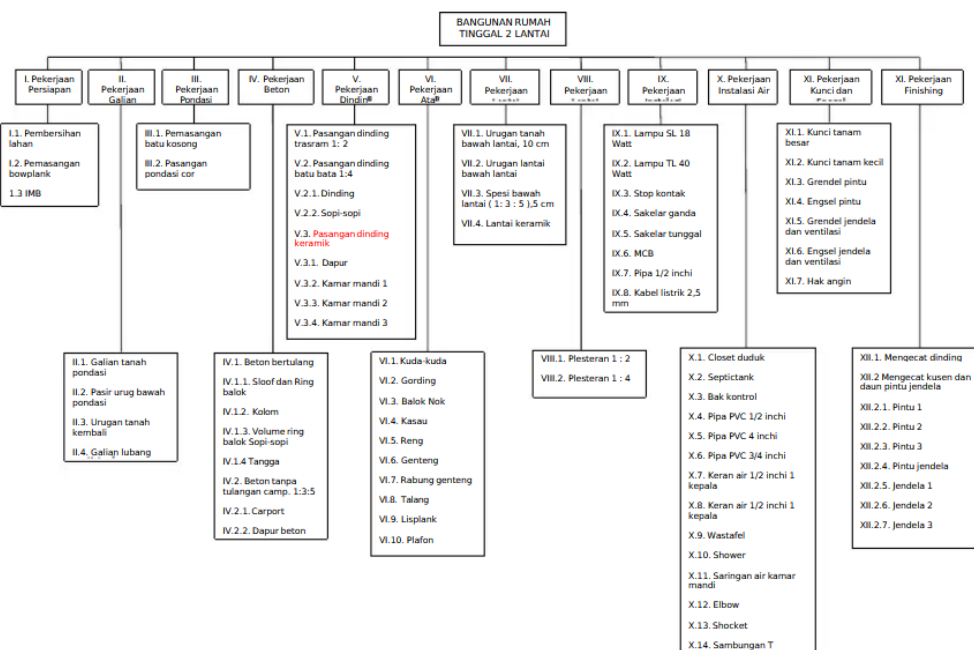 BANGUNAN RUMAH
TINGGAL 2 LANTAI
I. Pekerjaan
Persiapan
II.
Pekerjaan
Galian
III.
Pekerjaan
Pondasi
IV. Pekerjaan
Beton
V.
Pekerjaan
Dinding
VI.
Pekerjaan
Atap
VII.
Pekerjaan
VIII.
Pekerjaan
IX.
Pekerjaan
X. Pekerjaan
Instalasi Air
XI. Pekerjaan
Kunci dan
XI. Pekerjaan
Finishing
I.1. Pembersihan
lahan
I.2. Pemasangan
bowplank
1.3 IMB
III.1. Pemasangan
batu kosong
III.2. Pasangan
pondasi cor
V.1. Pasangan dinding
trasram 1: 2
V.2. Pasangan dinding
batu bata 1:4
V.2.1. Dinding
V.2.2. Sopi-sopi
V.3. Pasangan dinding
keramik
V.3.1. Dapur
V.3.2. Kamar mandi 1
V.3.3. Kamar mandi 2
V.3.4. Kamar mandi 3
VII.1. Urugan tanah
bawah lantai, 10 cm
VII.2. Urugan lantai
bawah lantai
VII.3. Spesi bawah
lantai ( 1: 3 : 5 ),5 cm
VII.4. Lantai keramik
IX.1. Lampu SL 18
Watt
IX.2. Lampu TL 40
Watt
IX.3. Stop kontak
IX.4. Sakelar ganda
IX.5. Sakelar tunggal
IX.6. MCB
IX.7. Pipa 1/2 inchi
IX.8. Kabel listrik 2,5
mm
XI.1. Kunci tanam
besar
XI.2. Kunci tanam kecil
XI.3. Grendel pintu
XI.4. Engsel pintu
XI.5. Grendel jendela
dan ventilasi
XI.6. Engsel jendela
dan ventilasi
XI.7. Hak angin
II.1. Galian tanah
pondasi
II.2. Pasir urug bawah
pondasi
II.3. Urugan tanah
kembali
II.4. Galian lubang
IV.1. Beton bertulang
IV.1.1. Sloof dan Ring
balok
IV.1.2. Kolom
IV.1.3. Volume ring
balok Sopi-sopi
IV.1.4 Tangga
IV.2. Beton tanpa
tulangan camp. 1:3:5
IV.2.1. Carport
IV.2.2. Dapur beton
VI.1. Kuda-kuda
VI.2. Gording
VI.3. Balok Nok
VI.4. Kasau
VI.5. Reng
VI.6. Genteng
VI.7. Rabung genteng
VI.8. Talang
VI.9. Lisplank
VI.10. Plafon
VIII.1. Plesteran 1 : 2
VIII.2. Plesteran 1 : 4
X.1. Closet duduk
X.2. Septictank
X.3. Bak kontrol
X.4. Pipa PVC 1/2 inchi
X.5. Pipa PVC 4 inchi
X.6. Pipa PVC 3/4 inchi
X.7. Keran air 1/2 inchi 1
kepala
X.8. Keran air 1/2 inchi 1
kepala
X.9. Wastafel
X.10. Shower
X.11. Saringan air kamar
mandi
X.12. Elbow
X.13. Shocket
X.14. Sambungan T
XII.1. Mengecat dinding
XII.2 Mengecat kusen dan
daun pintu jendela
XII.2.1. Pintu 1
XII.2.2. Pintu 2
XII.2.3. Pintu 3
XII.2.4. Pintu jendela
XII.2.5. Jendela 1
XII.2.6. Jendela 2
XII.2.7. Jendela 3